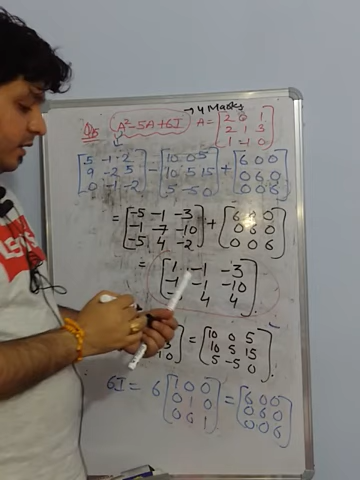 → 4 Marks
Q5 A²-5A+6I A = [2 0 1
2 1 3
1 -1 0]
[5 -1 2
9 -2 5
0 -1 -2] - [10 0 5
10 5 15
5 -5 0] + [6 0 0
0 6 0
0 0 6]
= [-5 -1 -3
-1 -7 -10
-5 4 -2] + [6 0 0
0 6 0
0 0 6]
= [1 -1 -3
-1 -1 -10
4 4]
10] = [10 0 5
10 5 15
5 -5 0]
6I = 6 [1 0 0
0 1 0
0 0 1] = [6 0 0
0 6 0
0 0 6]